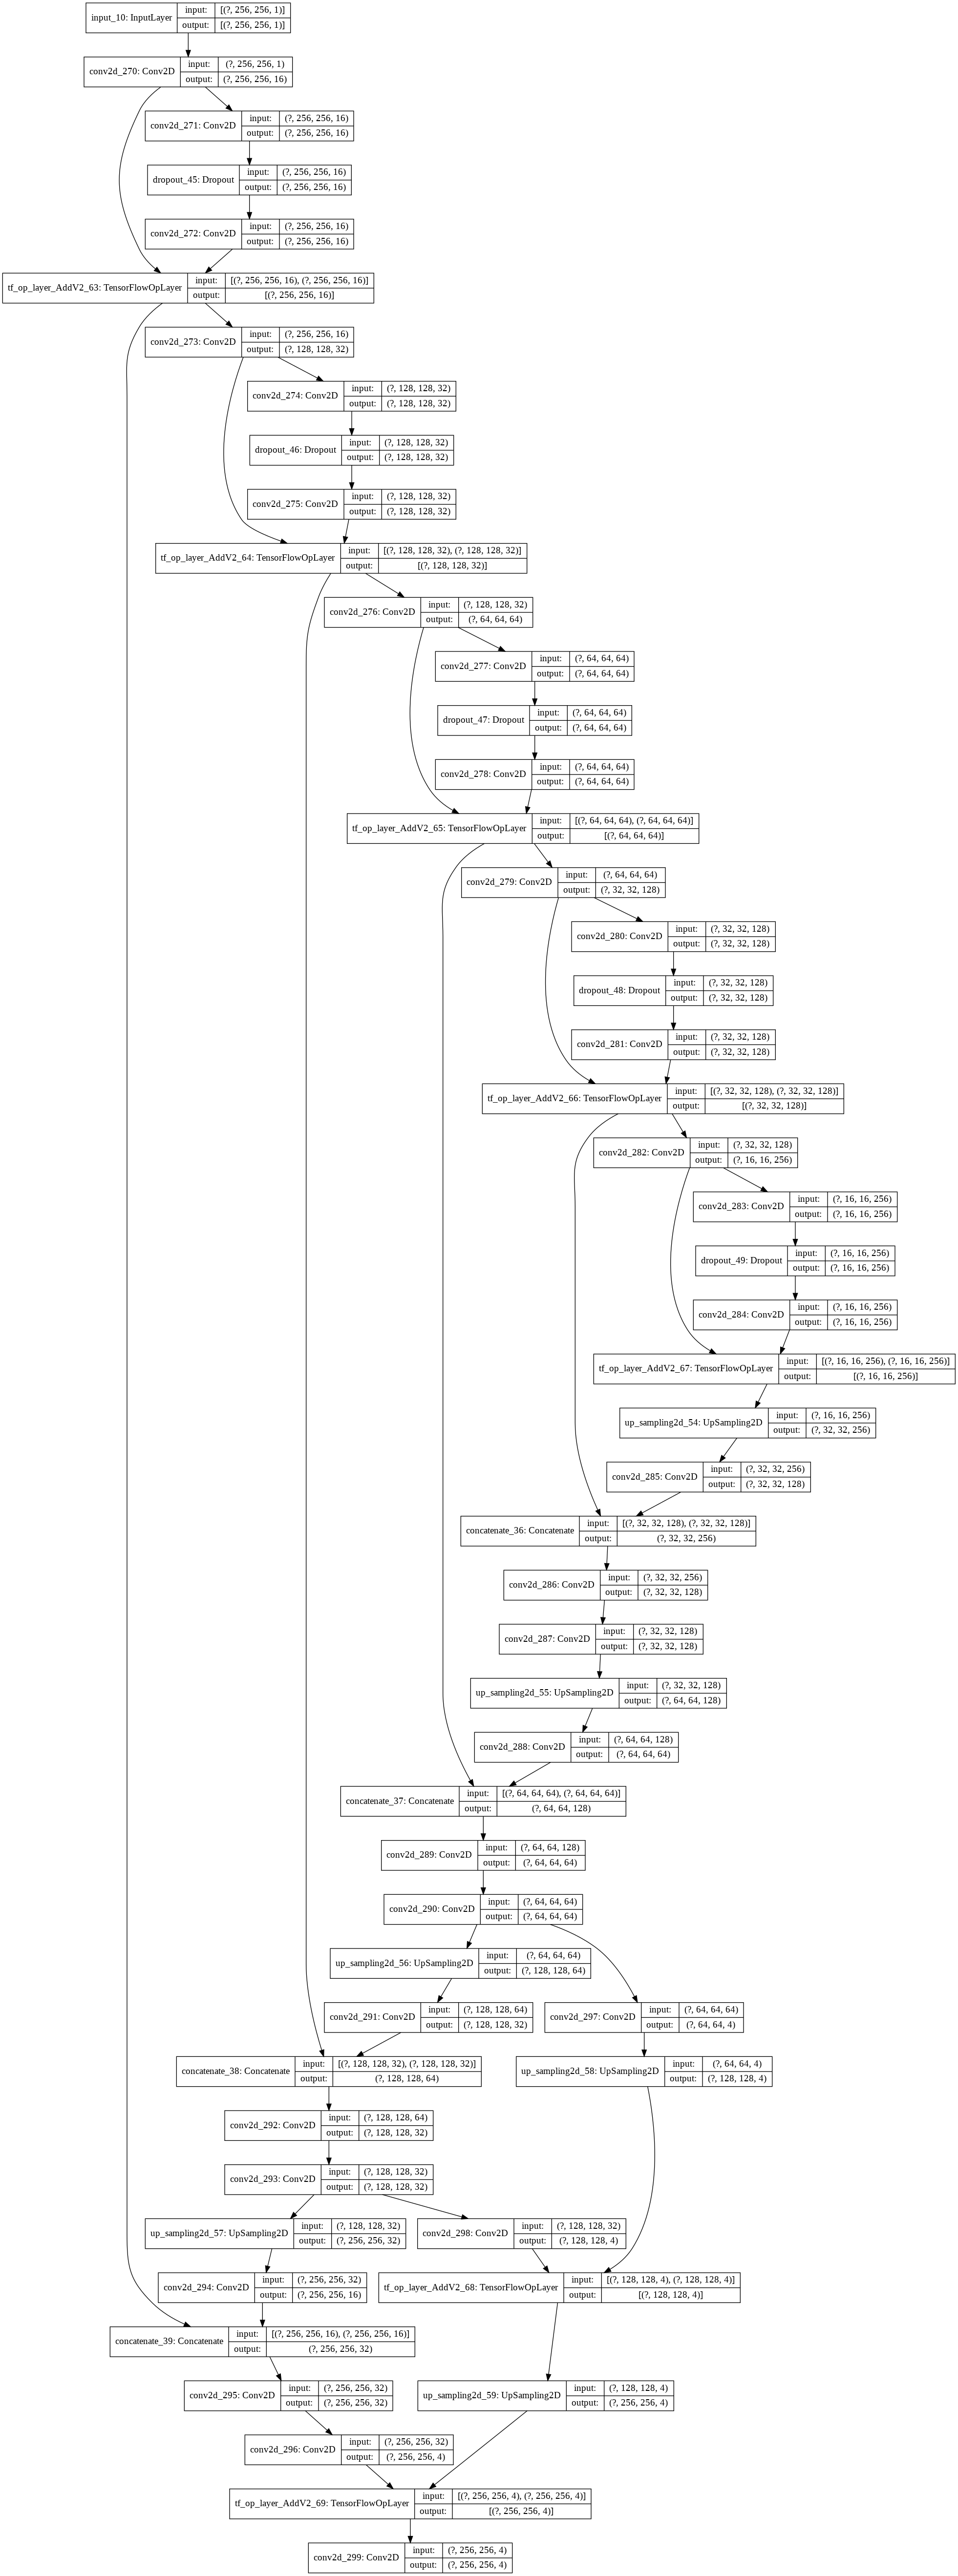 input_10: InputLayer
input: [(?, 256, 256, 1)]
output: [(?, 256, 256, 1)]
conv2d_270: Conv2D
input: (?, 256, 256, 1)
output: (?, 256, 256, 16)
conv2d_271: Conv2D
input: (?, 256, 256, 16)
output: (?, 256, 256, 16)
dropout_45: Dropout
input: (?, 256, 256, 16)
output: (?, 256, 256, 16)
conv2d_272: Conv2D
input: (?, 256, 256, 16)
output: (?, 256, 256, 16)
tf_op_layer_AddV2_63: TensorFlowOpLayer
input: [(?, 256, 256, 16), (?, 256, 256, 16)]
output: [(?, 256, 256, 16)]
conv2d_273: Conv2D
input: (?, 256, 256, 16)
output: (?, 128, 128, 32)
conv2d_274: Conv2D
input: (?, 128, 128, 32)
output: (?, 128, 128, 32)
dropout_46: Dropout
input: (?, 128, 128, 32)
output: (?, 128, 128, 32)
conv2d_275: Conv2D
input: (?, 128, 128, 32)
output: (?, 128, 128, 32)
tf_op_layer_AddV2_64: TensorFlowOpLayer
input: [(?, 128, 128, 32), (?, 128, 128, 32)]
output: [(?, 128, 128, 32)]
conv2d_276: Conv2D
input: (?, 128, 128, 32)
output: (?, 64, 64, 64)
conv2d_277: Conv2D
input: (?, 64, 64, 64)
output: (?, 64, 64, 64)
dropout_47: Dropout
input: (?, 64, 64, 64)
output: (?, 64, 64, 64)
conv2d_278: Conv2D
input: (?, 64, 64, 64)
output: (?, 64, 64, 64)
tf_op_layer_AddV2_65: TensorFlowOpLayer
input: [(?, 64, 64, 64), (?, 64, 64, 64)]
output: [(?, 64, 64, 64)]
conv2d_279: Conv2D
input: (?, 64, 64, 64)
output: (?, 32, 32, 128)
conv2d_280: Conv2D
input: (?, 32, 32, 128)
output: (?, 32, 32, 128)
dropout_48: Dropout
input: (?, 32, 32, 128)
output: (?, 32, 32, 128)
conv2d_281: Conv2D
input: (?, 32, 32, 128)
output: (?, 32, 32, 128)
tf_op_layer_AddV2_66: TensorFlowOpLayer
input: [(?, 32, 32, 128), (?, 32, 32, 128)]
output: [(?, 32, 32, 128)]
conv2d_282: Conv2D
input: (?, 32, 32, 128)
output: (?, 16, 16, 256)
conv2d_283: Conv2D
input: (?, 16, 16, 256)
output: (?, 16, 16, 256)
dropout_49: Dropout
input: (?, 16, 16, 256)
output: (?, 16, 16, 256)
conv2d_284: Conv2D
input: (?, 16, 16, 256)
output: (?, 16, 16, 256)
tf_op_layer_AddV2_67: TensorFlowOpLayer
input: [(?, 16, 16, 256), (?, 16, 16, 256)]
output: [(?, 16, 16, 256)]
up_sampling2d_54: UpSampling2D
input: (?, 16, 16, 256)
output: (?, 32, 32, 256)
conv2d_285: Conv2D
input: (?, 32, 32, 256)
output: (?, 32, 32, 128)
concatenate_36: Concatenate
input: [(?, 32, 32, 128), (?, 32, 32, 128)]
output: (?, 32, 32, 256)
conv2d_286: Conv2D
input: (?, 32, 32, 256)
output: (?, 32, 32, 128)
conv2d_287: Conv2D
input: (?, 32, 32, 128)
output: (?, 32, 32, 128)
up_sampling2d_55: UpSampling2D
input: (?, 32, 32, 128)
output: (?, 64, 64, 128)
conv2d_288: Conv2D
input: (?, 64, 64, 128)
output: (?, 64, 64, 64)
concatenate_37: Concatenate
input: [(?, 64, 64, 64), (?, 64, 64, 64)]
output: (?, 64, 64, 128)
conv2d_289: Conv2D
input: (?, 64, 64, 128)
output: (?, 64, 64, 64)
conv2d_290: Conv2D
input: (?, 64, 64, 64)
output: (?, 64, 64, 64)
up_sampling2d_56: UpSampling2D
input: (?, 64, 64, 64)
output: (?, 128, 128, 64)
conv2d_291: Conv2D
input: (?, 128, 128, 64)
output: (?, 128, 128, 32)
conv2d_297: Conv2D
input: (?, 64, 64, 64)
output: (?, 64, 64, 4)
concatenate_38: Concatenate
input: [(?, 128, 128, 32), (?, 128, 128, 32)]
output: (?, 128, 128, 64)
up_sampling2d_58: UpSampling2D
input: (?, 64, 64, 4)
output: (?, 128, 128, 4)
conv2d_292: Conv2D
input: (?, 128, 128, 64)
output: (?, 128, 128, 32)
conv2d_293: Conv2D
input: (?, 128, 128, 32)
output: (?, 128, 128, 32)
up_sampling2d_57: UpSampling2D
input: (?, 128, 128, 32)
output: (?, 256, 256, 32)
conv2d_298: Conv2D
input: (?, 128, 128, 32)
output: (?, 128, 128, 4)
conv2d_294: Conv2D
input: (?, 256, 256, 32)
output: (?, 256, 256, 16)
tf_op_layer_AddV2_68: TensorFlowOpLayer
input: [(?, 128, 128, 4), (?, 128, 128, 4)]
output: [(?, 128, 128, 4)]
concatenate_39: Concatenate
input: [(?, 256, 256, 16), (?, 256, 256, 16)]
output: (?, 256, 256, 32)
conv2d_295: Conv2D
input: (?, 256, 256, 32)
output: (?, 256, 256, 32)
up_sampling2d_59: UpSampling2D
input: (?, 128, 128, 4)
output: (?, 256, 256, 4)
conv2d_296: Conv2D
input: (?, 256, 256, 32)
output: (?, 256, 256, 4)
tf_op_layer_AddV2_69: TensorFlowOpLayer
input: [(?, 256, 256, 4), (?, 256, 256, 4)]
output: [(?, 256, 256, 4)]
conv2d_299: Conv2D
input: (?, 256, 256, 4)
output: (?, 256, 256, 4)